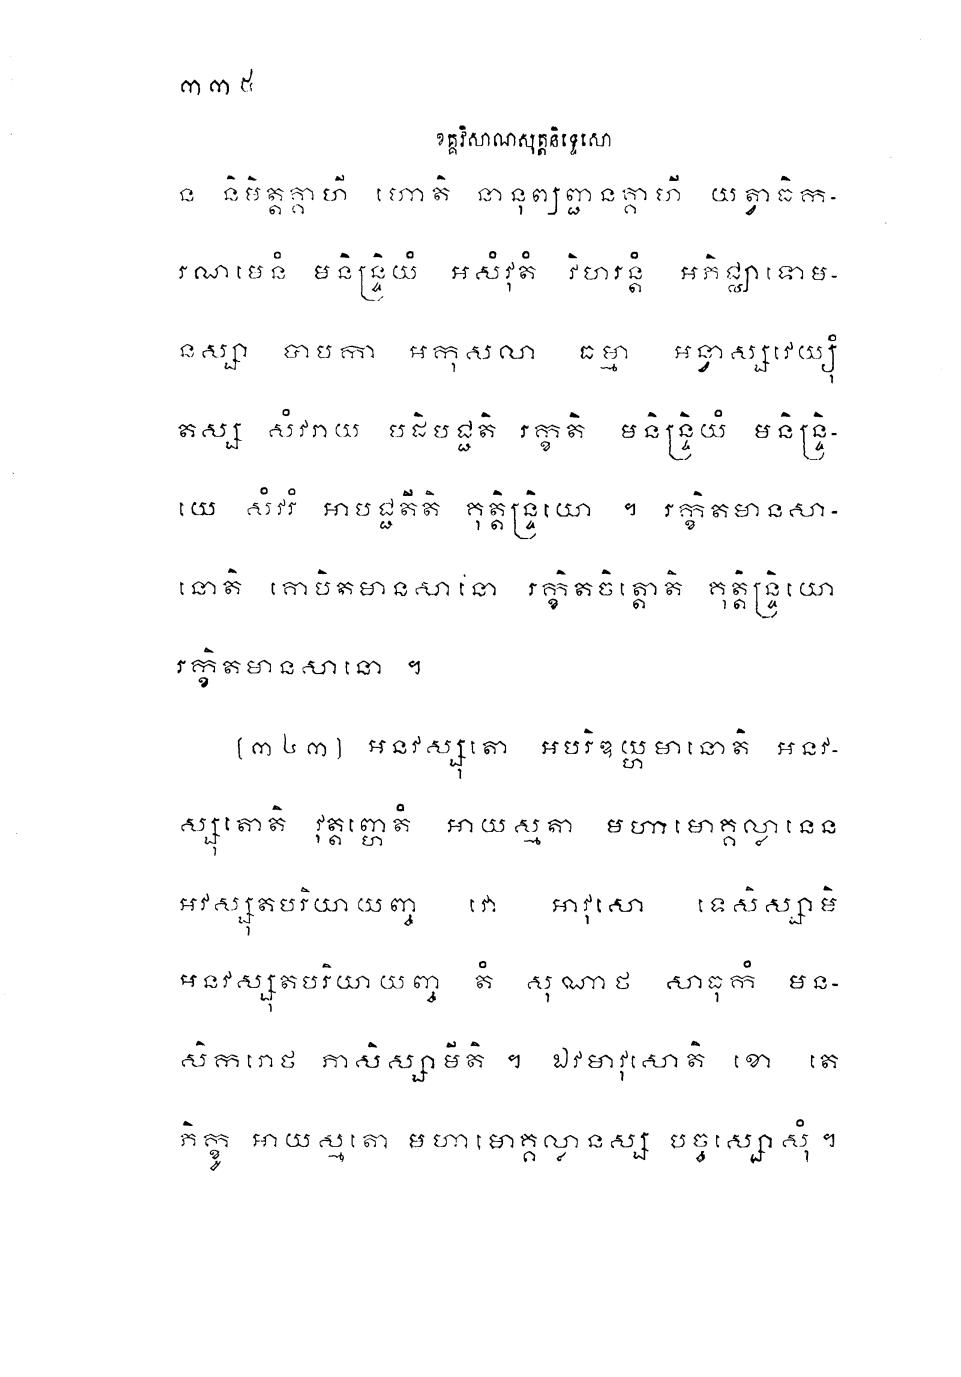 ៣៣៥
ខគ្គវិសាណសុត្តនិទ្ទេសោ
ន និមិត្តគ្គាហី ហោតិ នានុព្យញ្ជនគ្គាហី យត្វាធិក-
រណមេនំ មនិន្ទ្រិយំ អសំវុតំ វិហរន្តំ អភិជ្ឈាទោម-
នស្សា បាបកា អកុសលា ធម្មា អន្វាស្សវេយ្យុំ
តស្ស សំវរាយ បដិបជ្ជតិ រក្ខតិ មនិន្ទ្រិយំ មនិន្ទ្រិ-
យេ សំវរំ អាបជ្ជតីតិ គុត្តិន្ទ្រិយោ ។ រក្ខិតមានសា-
នោតិ គោបិតមានសានោ រក្ខិតចិត្តោតិ គុត្តិន្ទ្រិយោ
រក្ខិតមានសានោ ។
(៣៤៣) អនវស្សុតោ អបរិឌយ្ហមានោតិ អនវ-
ស្សុតោតិ វុត្តញ្ហេតំ អាយស្មតា មហាមោគ្គល្លានេន
អវស្សុតបរិយាយញ្ច វោ អាវុសោ ទេសិស្សាមិ
អនវស្សុតបរិយាយញ្ច តំ សុណាថ សាធុកំ មន-
សិករោថ ភាសិស្សាមីតិ ។ ឯវមាវុសោតិ ខោ តេ
ភិក្ខូ អាយស្មតោ មហាមោគ្គល្លានស្ស បច្ចស្សោសុំ ។